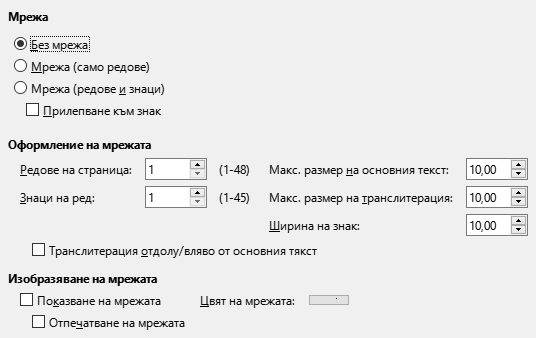 Мрежа
Без мрежа
Мрежа (само редове)
Мрежа (редове и знаци)
Прилепване към знак
Оформление на мрежата
Редове на страница: 1 (1-48) Макс. размер на основния текст: 10,00
Знаци на ред: 1 (1-45) Макс. размер на транслитерация: 10,00
Ширина на знак: 10,00
Транслитерация отдолу/вляво от основния тякст
Изобразяване на мрежата
Показване на мрежата Цвят на мрежата:
Отпечатване на мрежата